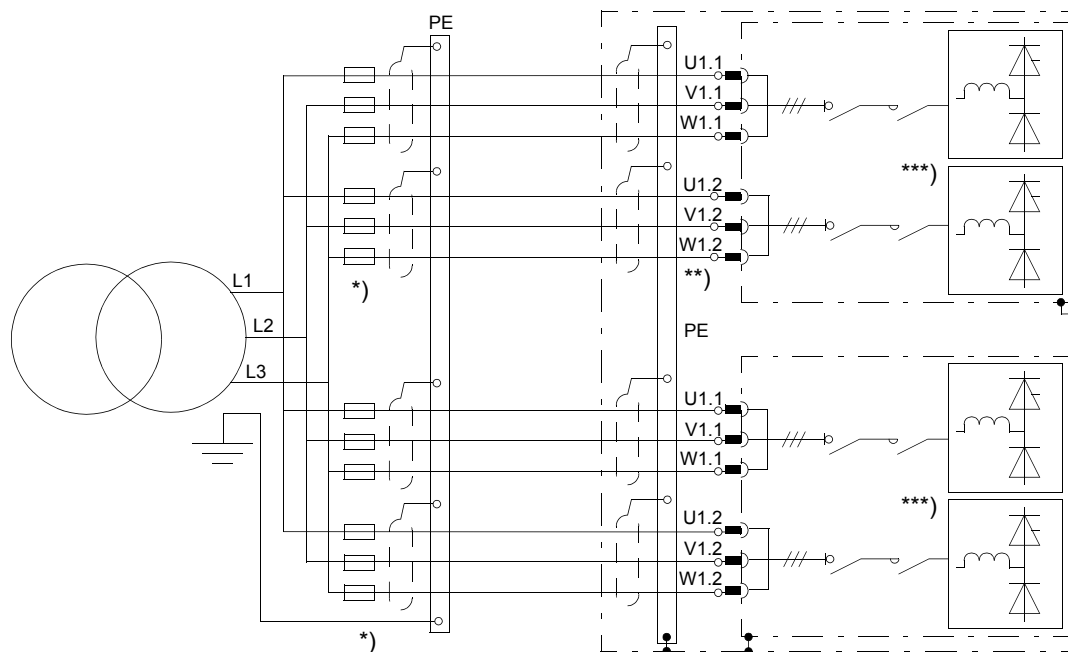 PE
U1.1
V1.1
W1.1
***)
U1.2
V1.2
W1.2
*)
**)
L1
L2
L3
PE
U1.1
V1.1
W1.1
***)
U1.2
V1.2
W1.2
*)